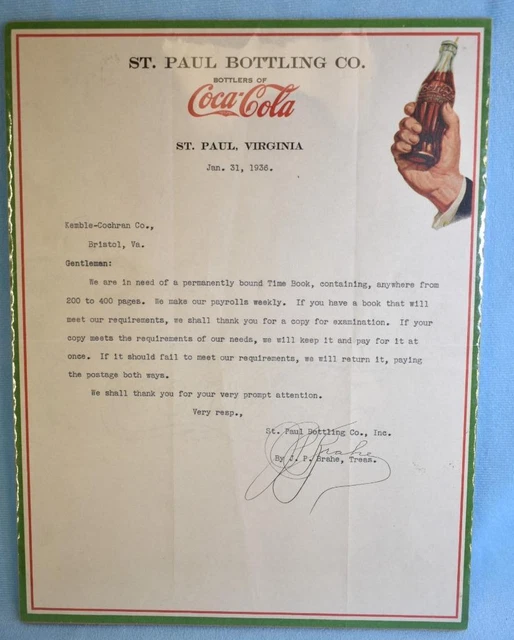 ST. PAUL BOTTLING CO.
BOTTLERS OF
Coca-Cola
ST. PAUL, VIRGINIA
Jan. 31, 1936.
Kemble-Cochran Co.,
Bristol, Va.
Gentleman:
We are in need of a permanently bound Time Book, containing, anywhere from
200 to 400 pages. We make our payrolls weekly. If you have a book that will
meet our requirements, we shall thank you for a copy for examination. If your
copy meets the requirements of our needs, we will keep it and pay for it at
once. If it should fail to meet our requirements, we will return it, paying
the postage both ways.
We shall thank you for your very prompt attention.
Very resp.,
St. Paul Bottling Co., Inc.
By J. P. Brahe, Treas.
JPBrahe